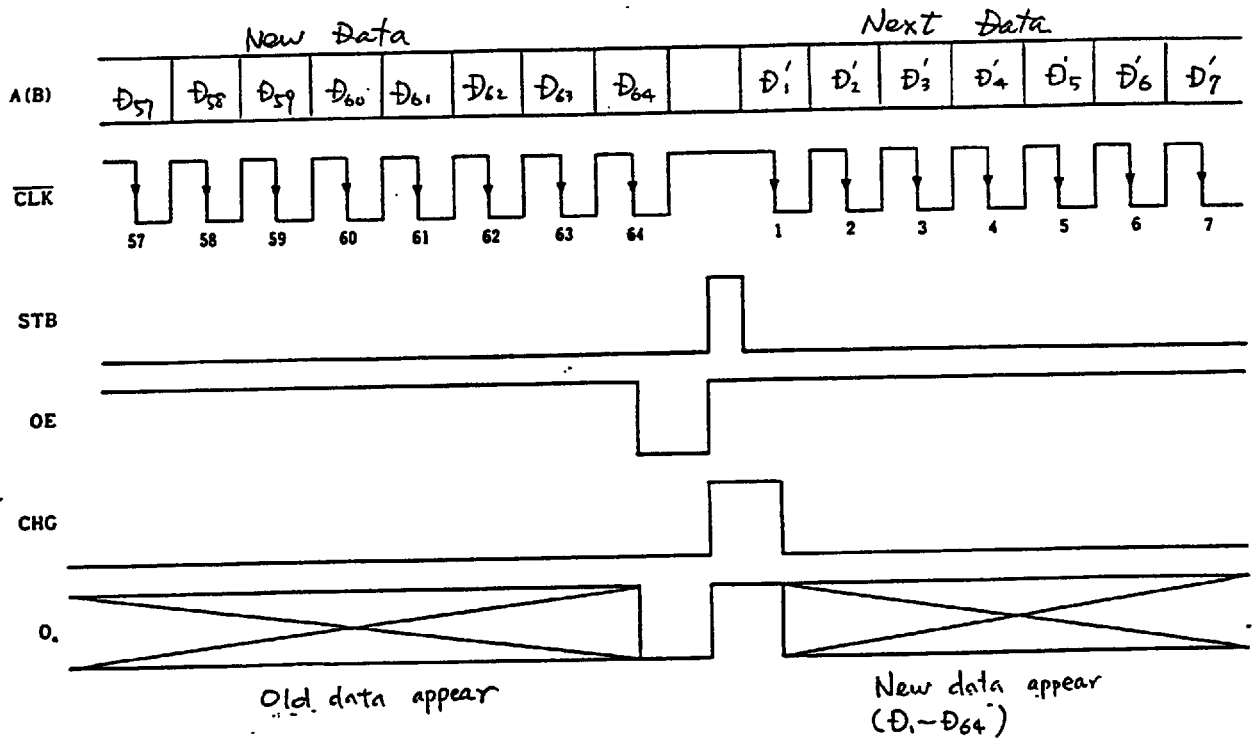 New Data Next Data
A(B) D57 D58 D59 D60 D61 D62 D63 D64 D'1 D'2 D'3 D'4 D'5 D'6 D'7
CLK
57 58 59 60 61 62 63 64 1 2 3 4 5 6 7
STB
OE
CHG
On
Old data appear
New data appear
(D1~D64)